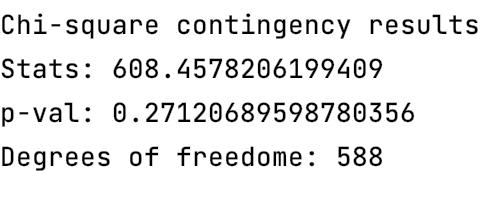 Chi-square contingency results
Stats: 608.4578206199409
p-val: 0.27120689598780356
Degrees of freedome: 588